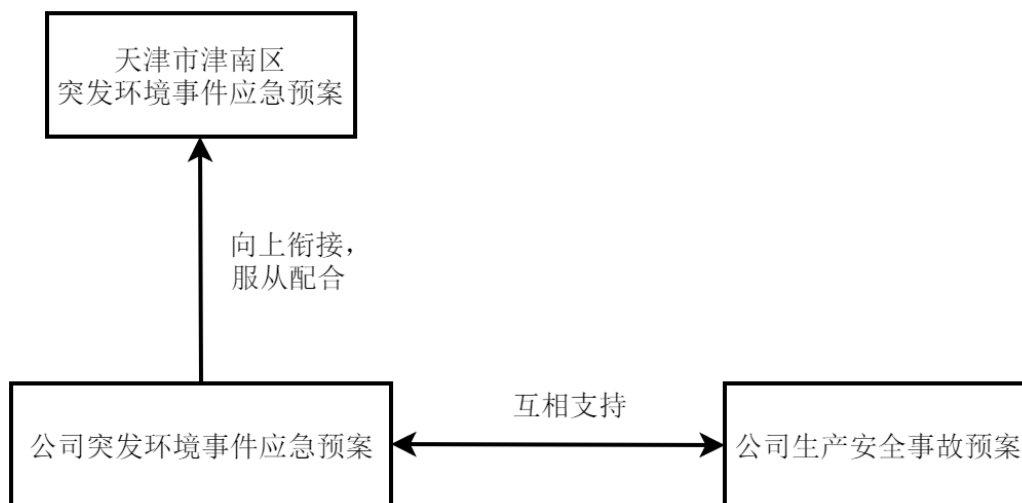 天津市津南区
突发环境事件应急预案
向上衔接，
服从配合
互相支持
公司突发环境事件应急预案
公司生产安全事故预案